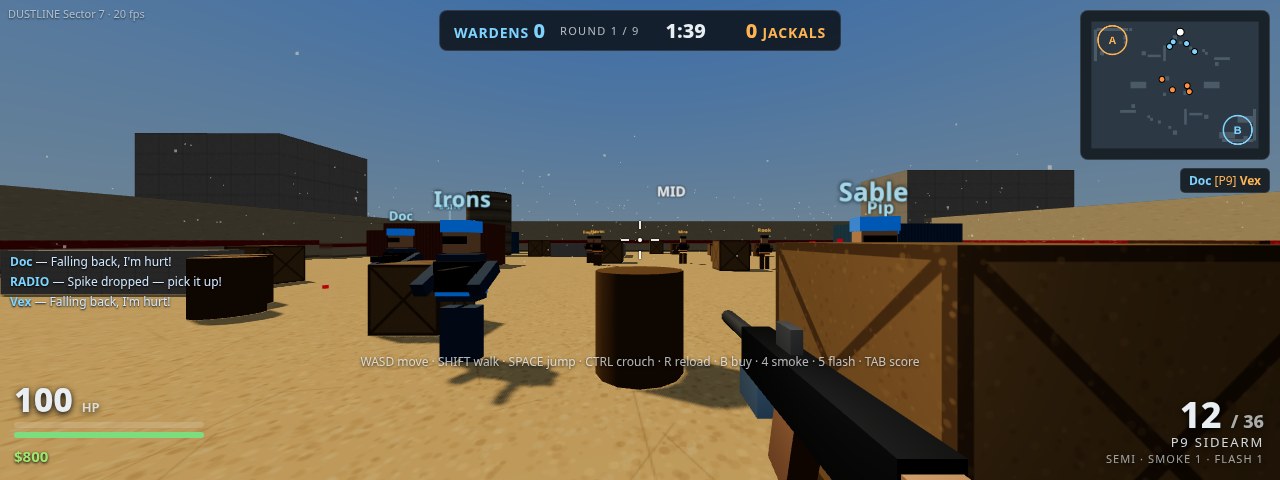 DUSTLINE Sector 7 · 20 fps
WARDENS 0 ROUND 1 / 9 1:39 0 JACKALS
A
B
Doc [P9] Vex
MID
Irons
Doc
Sable
Pip
Doc — Falling back, I'm hurt!
RADIO — Spike dropped — pick it up!
Vex — Falling back, I'm hurt!
WASD move · SHIFT walk · SPACE jump · CTRL crouch · R reload · B buy · 4 smoke · 5 flash · TAB score
100 HP
$800
12 / 36
P9 SIDEARM
SEMI · SMOKE 1 · FLASH 1